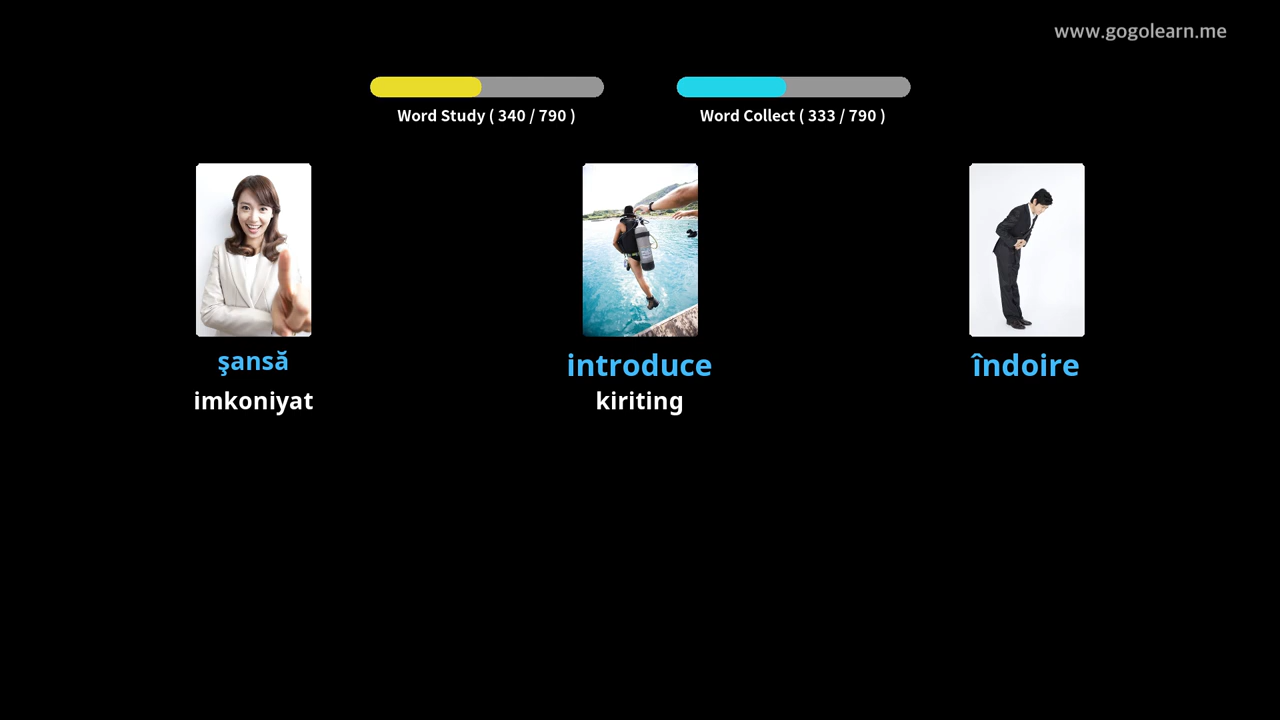 www.gogolearn.me
Word Study ( 340 / 790 )
Word Collect ( 333 / 790 )
şansă
introduce
îndoire
imkoniyat
kiriting